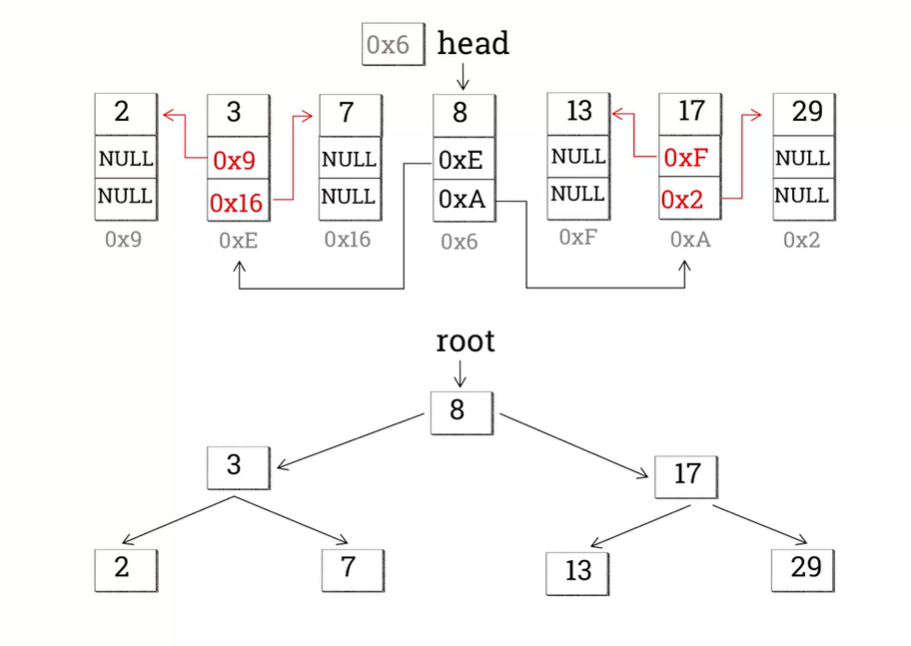 0x6 head
2 3 7 8 13 17 29
NULL 0x9 NULL 0xE NULL 0xF NULL
NULL 0x16 NULL 0xA NULL 0x2 NULL
0x9 0xE 0x16 0x6 0xF 0xA 0x2
root
8
3 17
2 7 13 29